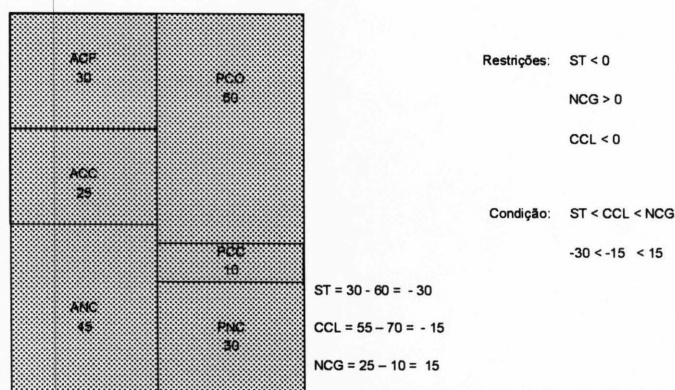 ACF
30
ACC
25
ANC
45
PCO
60
PCC
10
PNC
30
ST = 30 - 60 = - 30
CCL = 55 – 70 = - 15
NCG = 25 – 10 = 15
Restrições: ST < 0
NCG > 0
CCL < 0
Condição: ST < CCL < NCG
-30 < -15 < 15